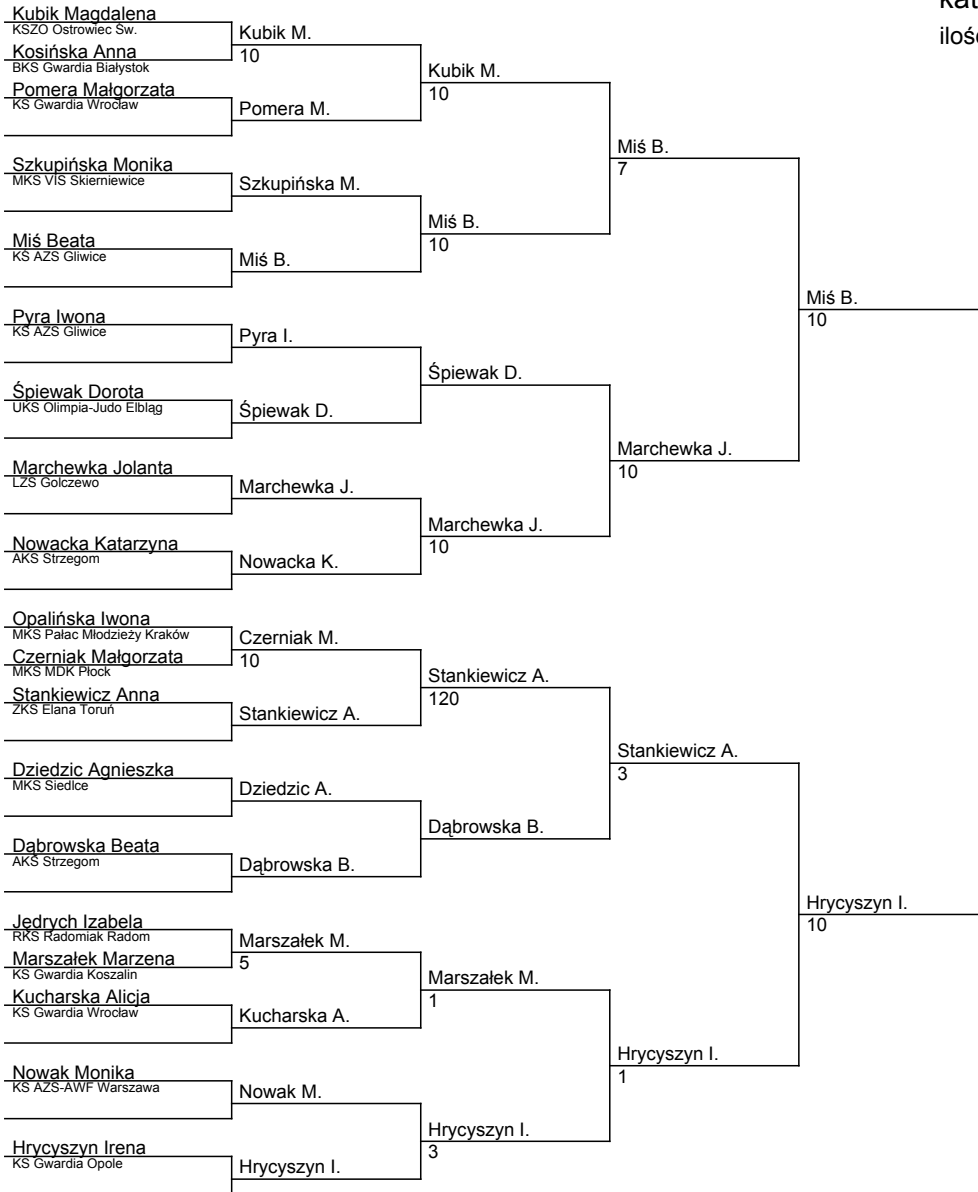 kat
ilość
Kubik Magdalena
KSZO Ostrowiec Św.
Kosińska Anna
BKS Gwardia Białystok
Pomera Małgorzata
KS Gwardia Wrocław
Szkupińska Monika
MKS VIS Skierniewice
Miś Beata
KS AZS Gliwice
Pyra Iwona
KS AZS Gliwice
Śpiewak Dorota
UKS Olimpia-Judo Elbląg
Marchewka Jolanta
LZS Golczewo
Nowacka Katarzyna
AKS Strzegom
Opalińska Iwona
MKS Pałac Młodzieży Kraków
Czerniak Małgorzata
MKS MDK Płock
Stankiewicz Anna
ZKS Elana Toruń
Dziedzic Agnieszka
MKS Siedlce
Dąbrowska Beata
AKS Strzegom
Jędrych Izabela
RKS Radomiak Radom
Marszałek Marzena
KS Gwardia Koszalin
Kucharska Alicja
KS Gwardia Wrocław
Nowak Monika
KS AZS-AWF Warszawa
Hrycyszyn Irena
KS Gwardia Opole
Kubik M.
10
Pomera M.
Szkupińska M.
Miś B.
Pyra I.
Śpiewak D.
Marchewka J.
Nowacka K.
Czerniak M.
10
Stankiewicz A.
Dziedzic A.
Dąbrowska B.
Marszałek M.
5
Kucharska A.
Nowak M.
Hrycyszyn I.
Kubik M.
10
Miś B.
10
Śpiewak D.
Marchewka J.
10
Stankiewicz A.
120
Dąbrowska B.
Marszałek M.
1
Hrycyszyn I.
3
Miś B.
7
Marchewka J.
10
Stankiewicz A.
3
Hrycyszyn I.
1
Miś B.
10
Hrycyszyn I.
10